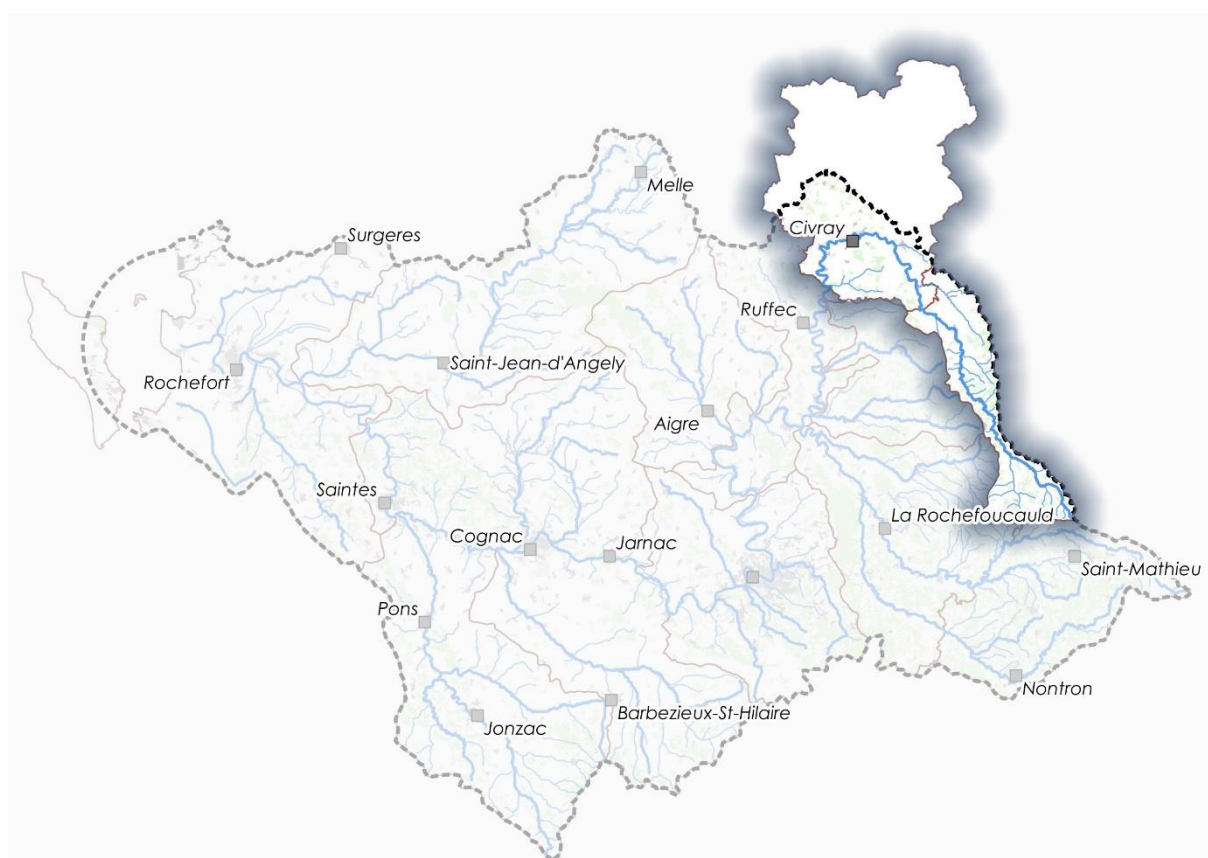 Melle
Civray
Surgeres
Ruffec
Rochefort
Saint-Jean-d'Angely
Aigre
Saintes
La Rochefoucauld
Cognac
Jarnac
Saint-Mathieu
Pons
Nontron
Barbezieux-St-Hilaire
Jonzac